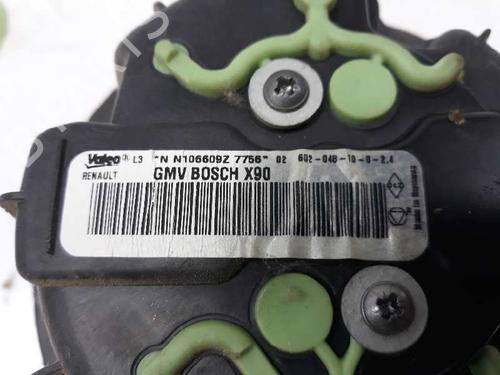 Valeo L3 "N N106609Z 7756" 02 602-048-10-0-2.4
RENAULT GMV BOSCH X90
Made in Romania